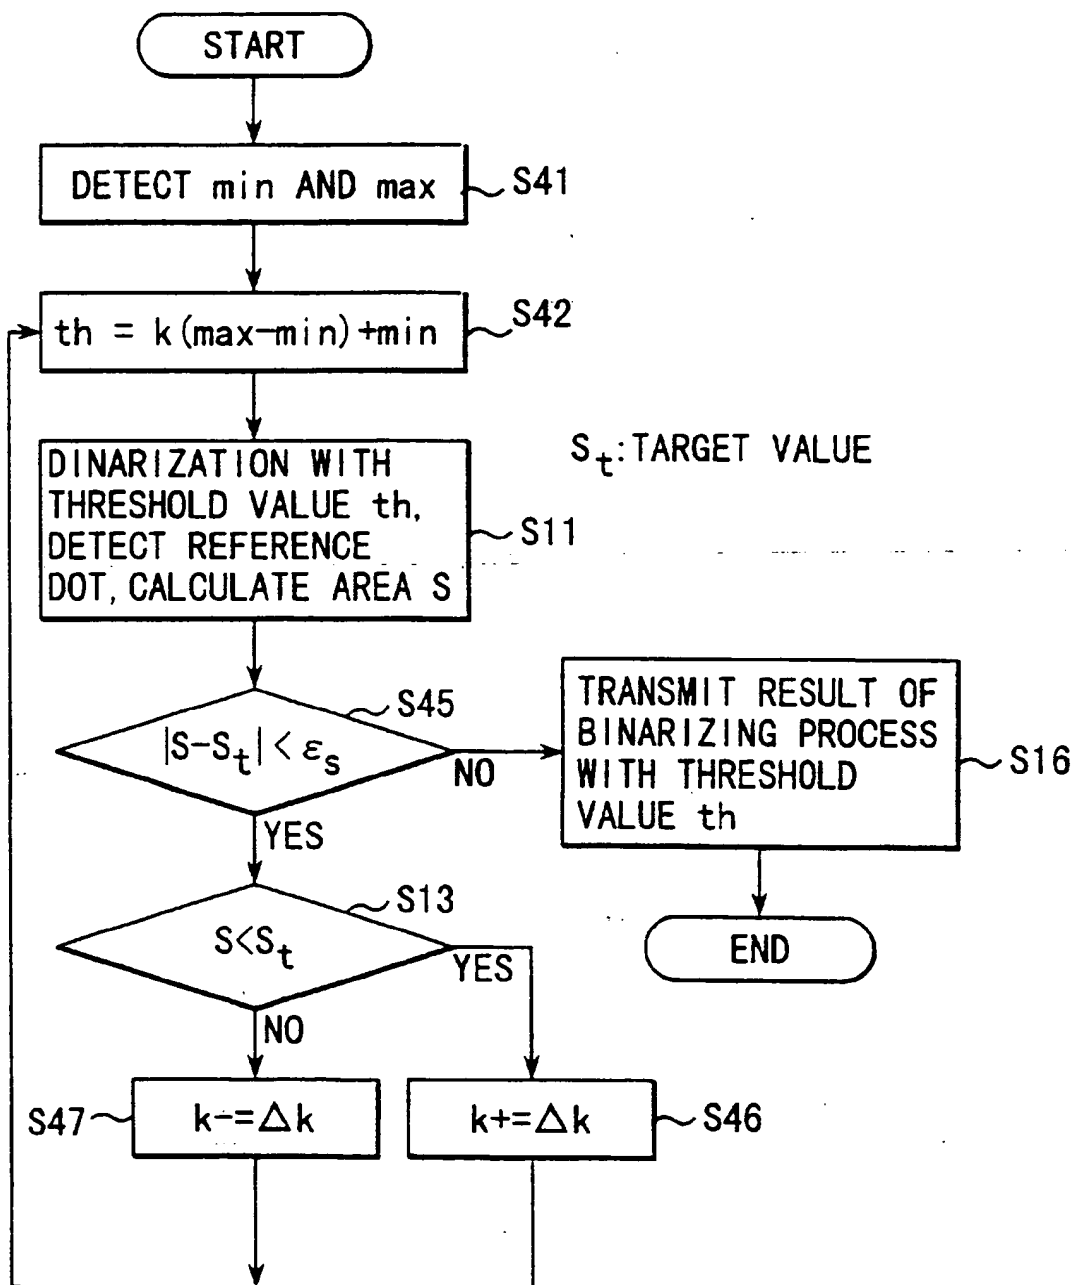 START
DETECT min AND max
S41
th = k(max-min)+min
S42
DINARIZATION WITH
THRESHOLD VALUE th,
DETECT REFERENCE
DOT, CALCULATE AREA S
S11
St:TARGET VALUE
|S-St| < εs
S45
NO
YES
TRANSMIT RESULT OF
BINARIZING PROCESS
WITH THRESHOLD
VALUE th
S16
END
S<St
S13
YES
NO
S47
k-=Δk
k+=Δk
S46